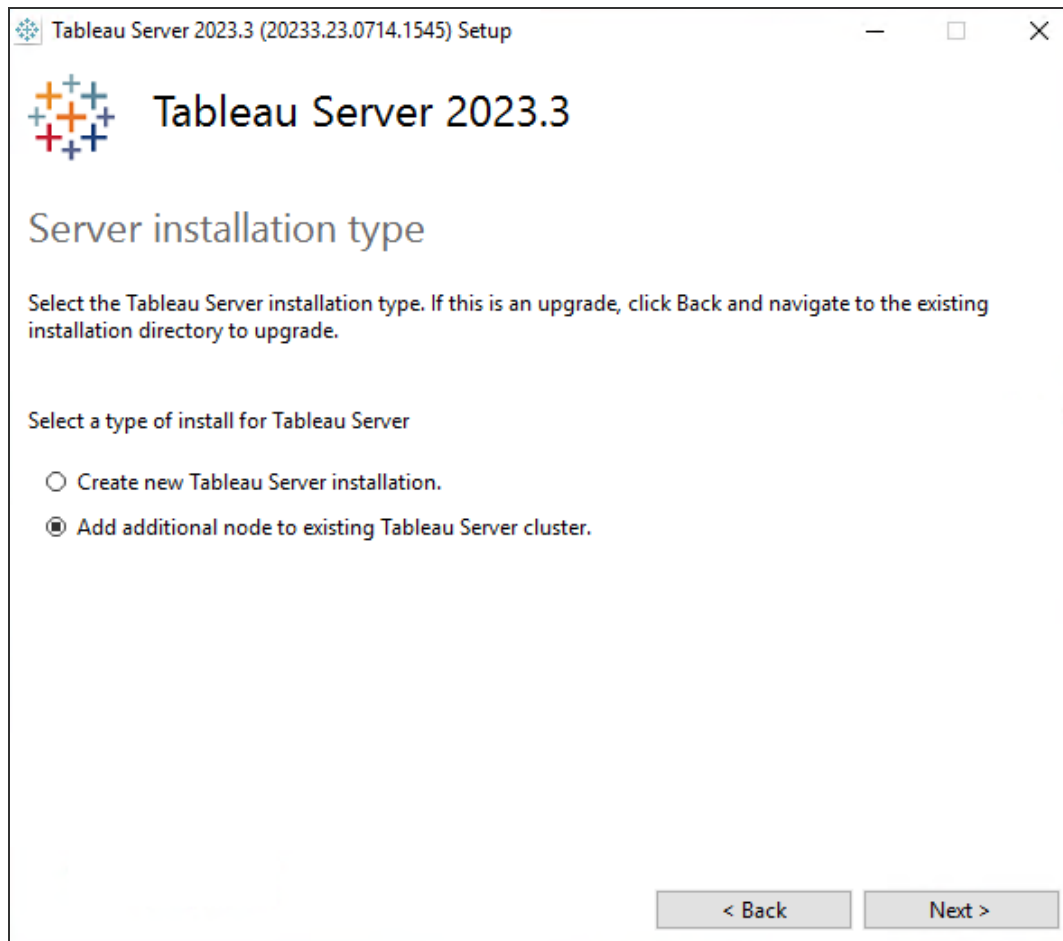 Tableau Server 2023.3 (20233.23.0714.1545) Setup
Tableau Server 2023.3
Server installation type
Select the Tableau Server installation type. If this is an upgrade, click Back and navigate to the existing
installation directory to upgrade.
Select a type of install for Tableau Server
Create new Tableau Server installation.
Add additional node to existing Tableau Server cluster.
< Back
Next >